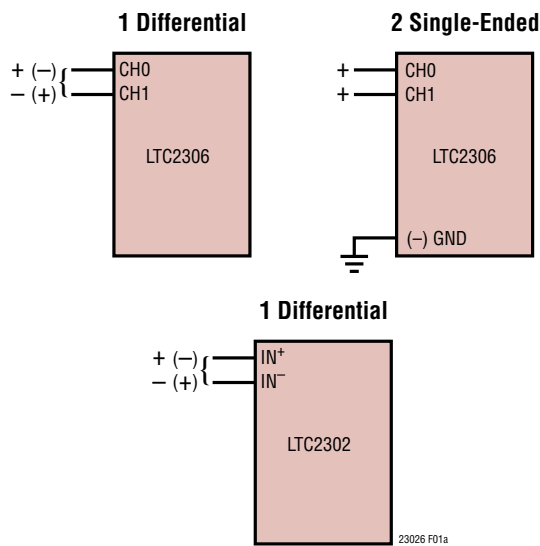 1 Differential
+ (–) { CH0
– (+) CH1
LTC2306
2 Single-Ended
+ CH0
+ CH1
LTC2306
(–) GND
1 Differential
+ (–) { IN+
– (+) IN–
LTC2302
23026 F01a